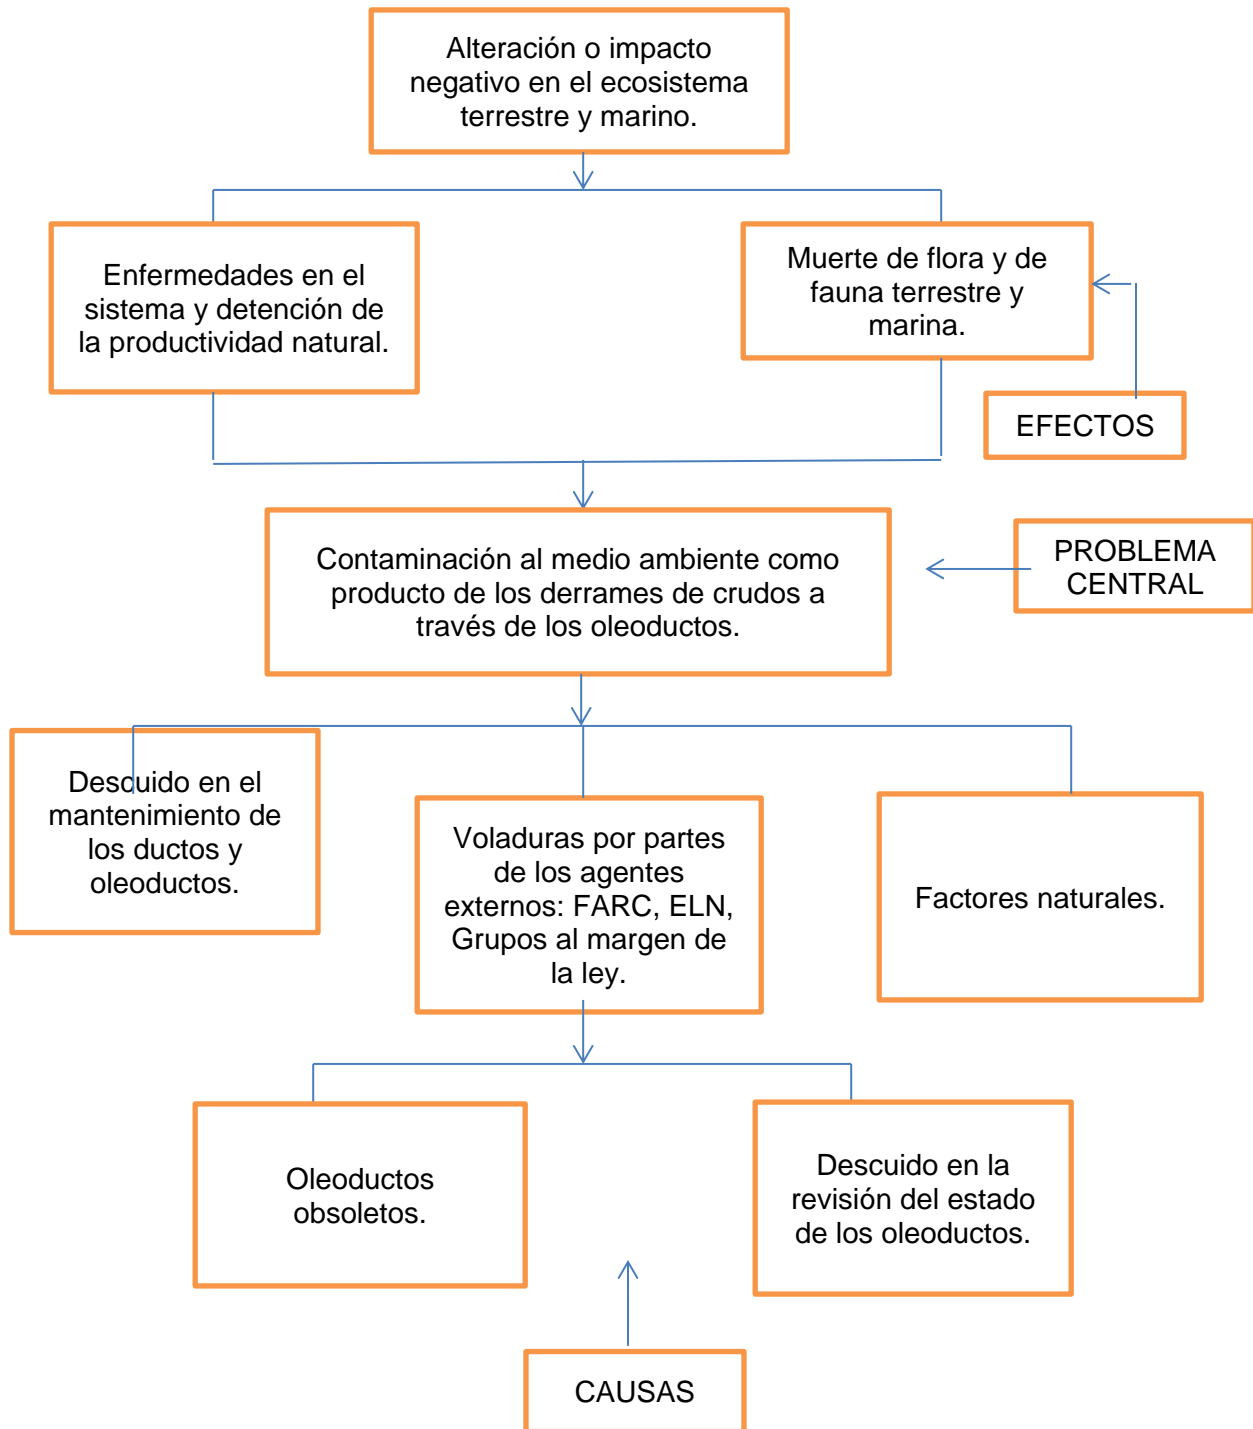 Alteración o impacto
negativo en el ecosistema
terrestre y marino.
Enfermedades en el
sistema y detención de
la productividad natural.
Muerte de flora y de
fauna terrestre y
marina.
EFECTOS
Contaminación al medio ambiente como
producto de los derrames de crudos a
través de los oleoductos.
PROBLEMA
CENTRAL
Descuido en el
mantenimiento de
los ductos y
oleoductos.
Voladuras por partes
de los agentes
externos: FARC, ELN,
Grupos al margen de
la ley.
Factores naturales.
Oleoductos
obsoletos.
Descuido en la
revisión del estado
de los oleoductos.
CAUSAS